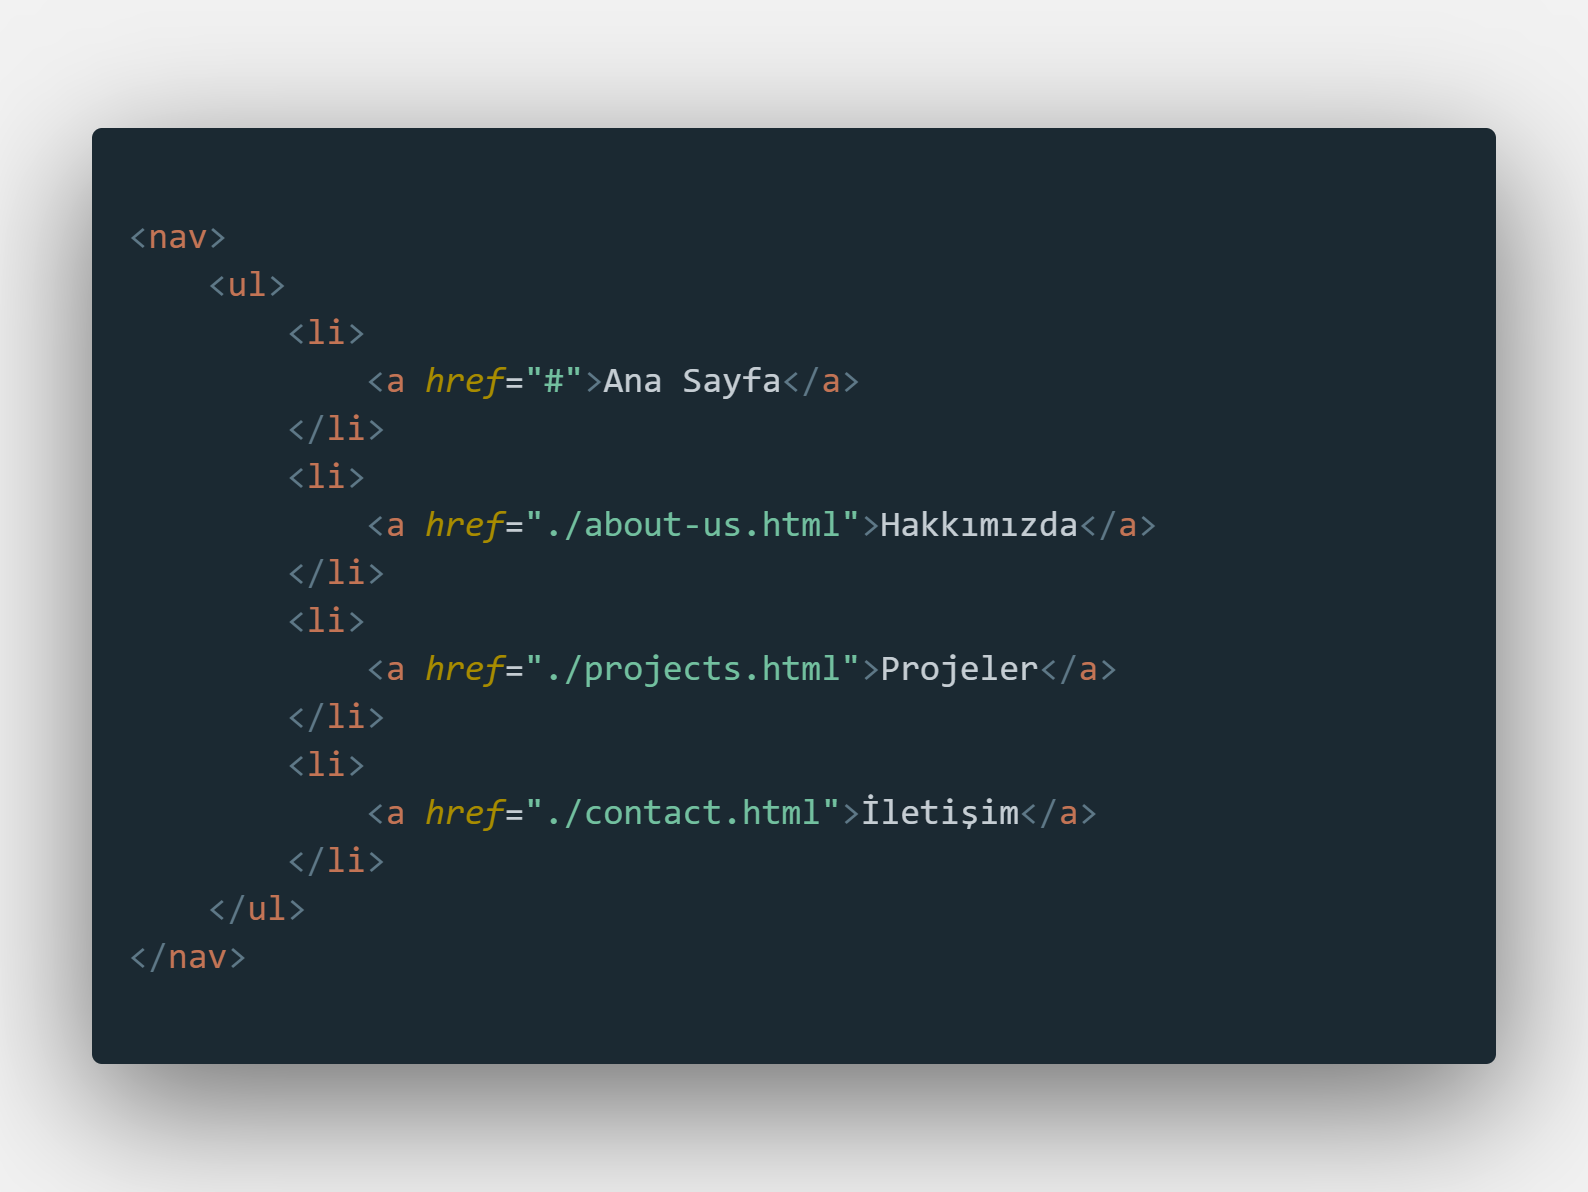 <nav>
    <ul>
        <li>
            <a href="#">Ana Sayfa</a>
        </li>
        <li>
            <a href="./about-us.html">Hakkımızda</a>
        </li>
        <li>
            <a href="./projects.html">Projeler</a>
        </li>
        <li>
            <a href="./contact.html">İletişim</a>
        </li>
    </ul>
</nav>